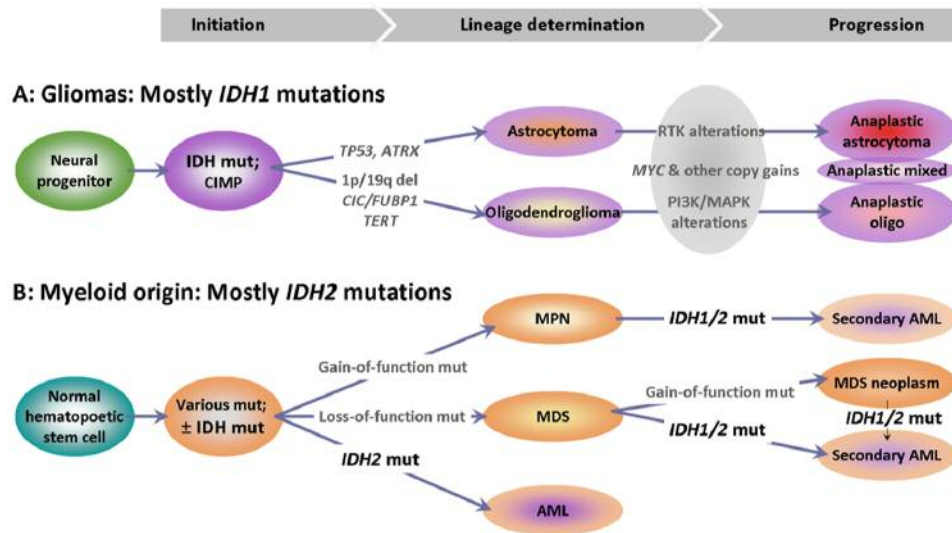 Initiation
Lineage determination
Progression
A: Gliomas: Mostly IDH1 mutations
Neural
progenitor
IDH mut;
CIMP
TP53, ATRX
1p/19q del
CIC/FUBP1
TERT
Astrocytoma
Oligodendroglioma
RTK alterations
MYC & other copy gains
PI3K/MAPK
alterations
Anaplastic
astrocytoma
Anaplastic mixed
Anaplastic
oligo
B: Myeloid origin: Mostly IDH2 mutations
Normal
hematopoetic
stem cell
Various mut;
± IDH mut
Gain-of-function mut
Loss-of-function mut
IDH2 mut
MPN
MDS
AML
IDH1/2 mut
Gain-of-function mut
IDH1/2 mut
Secondary AML
MDS neoplasm
IDH1/2 mut
Secondary AML